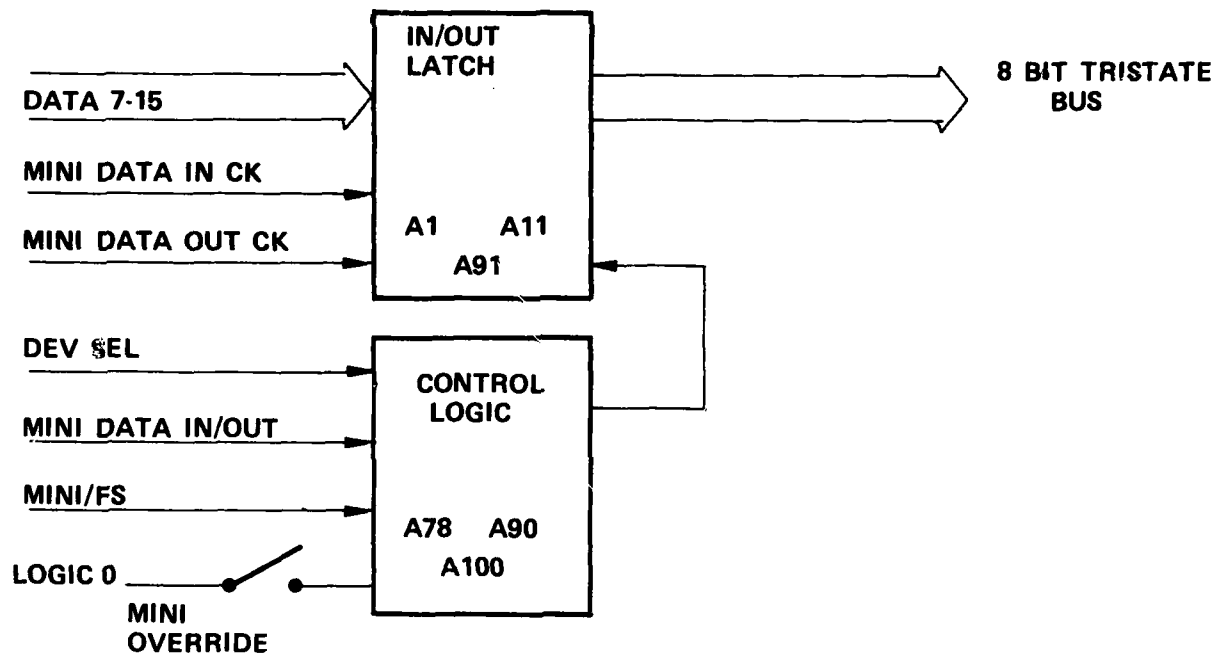 IN/OUT
LATCH
DATA 7-15
8 BIT TRISTATE
BUS
MINI DATA IN CK
MINI DATA OUT CK
A1 A11
A91
DEV SEL
CONTROL
LOGIC
MINI DATA IN/OUT
MINI/FS
A78 A90
A100
LOGIC 0
MINI
OVERRIDE